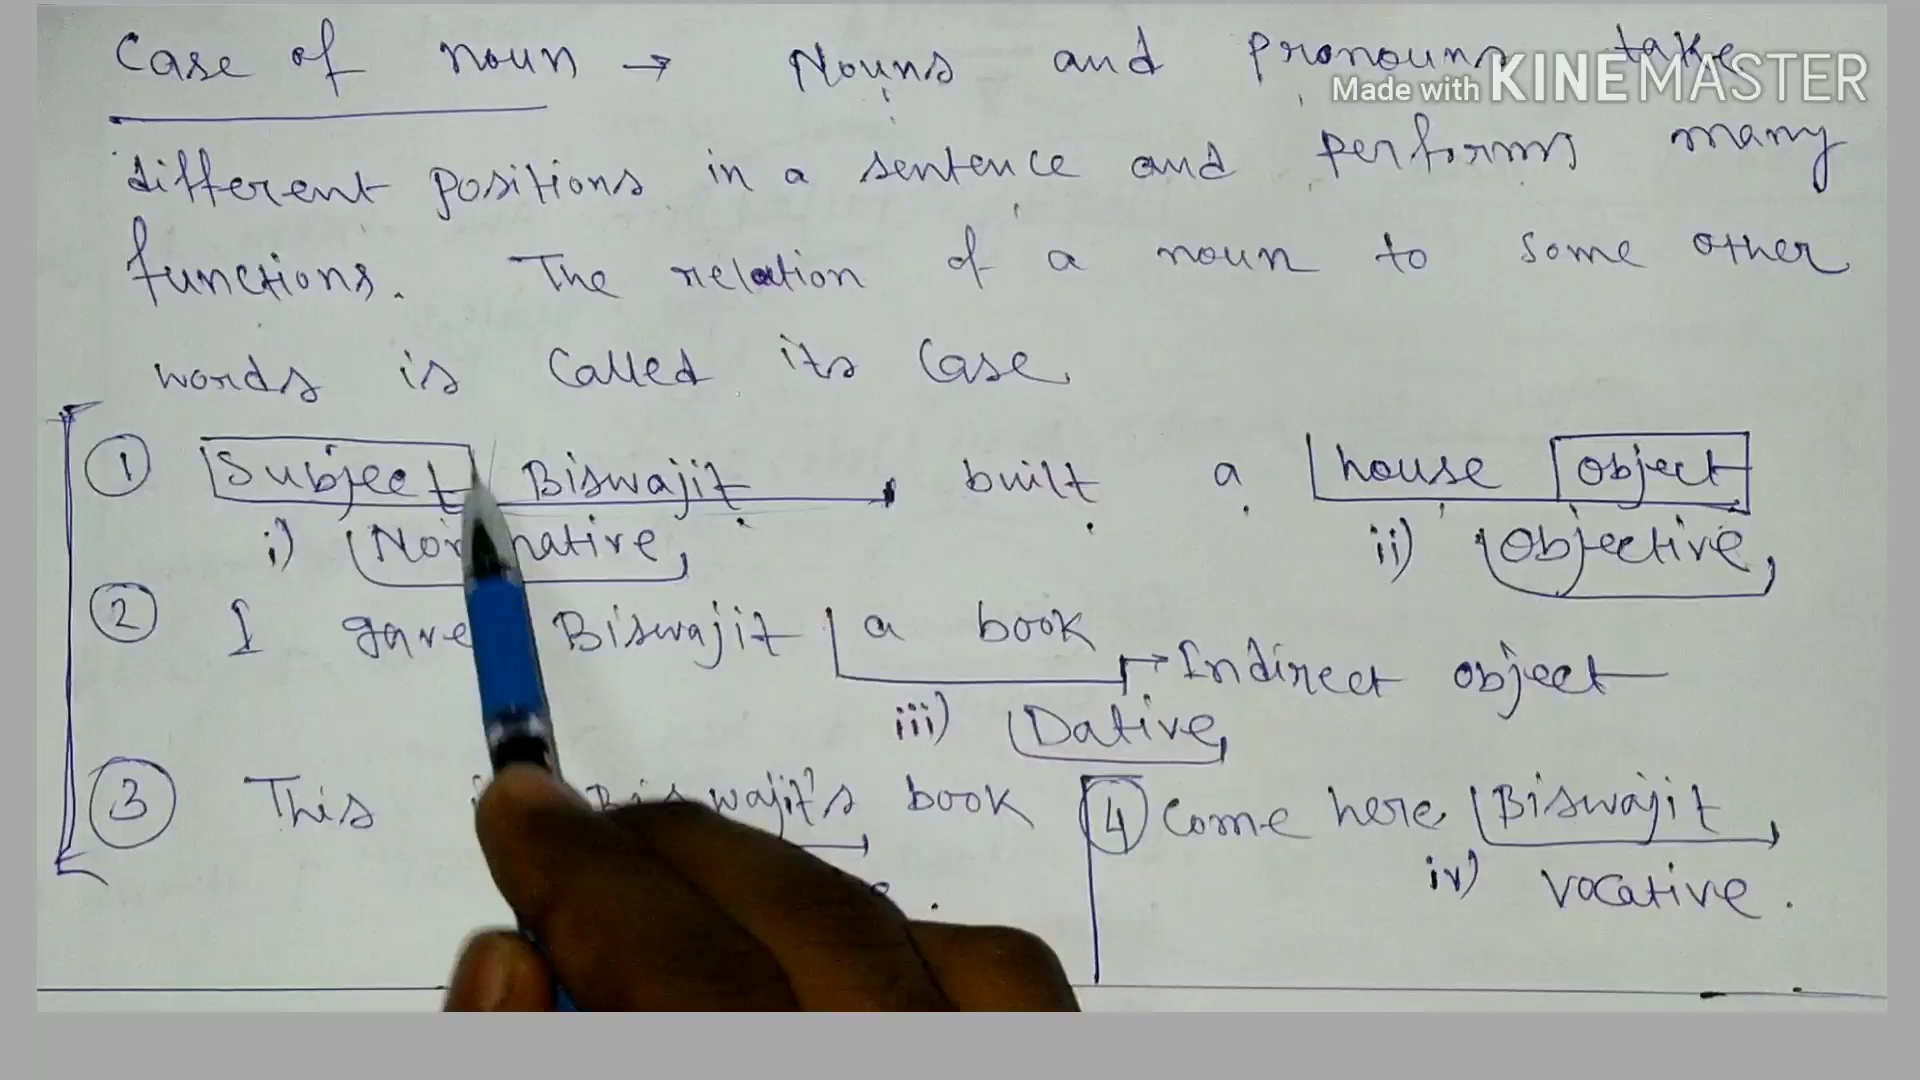 Case of noun → Nouns and pronouns take
Made with KINEMASTER
different positions in a sentence and performs many
functions. The relation of a noun to some other
words is called its case.
① Subject Biswajit built a house object
i) ii) Objective
② I gave Biswajit a book → Indirect object
iii) Dative
③ This Biswajit's book ④ Come here, Biswajit
iv) Vocative.